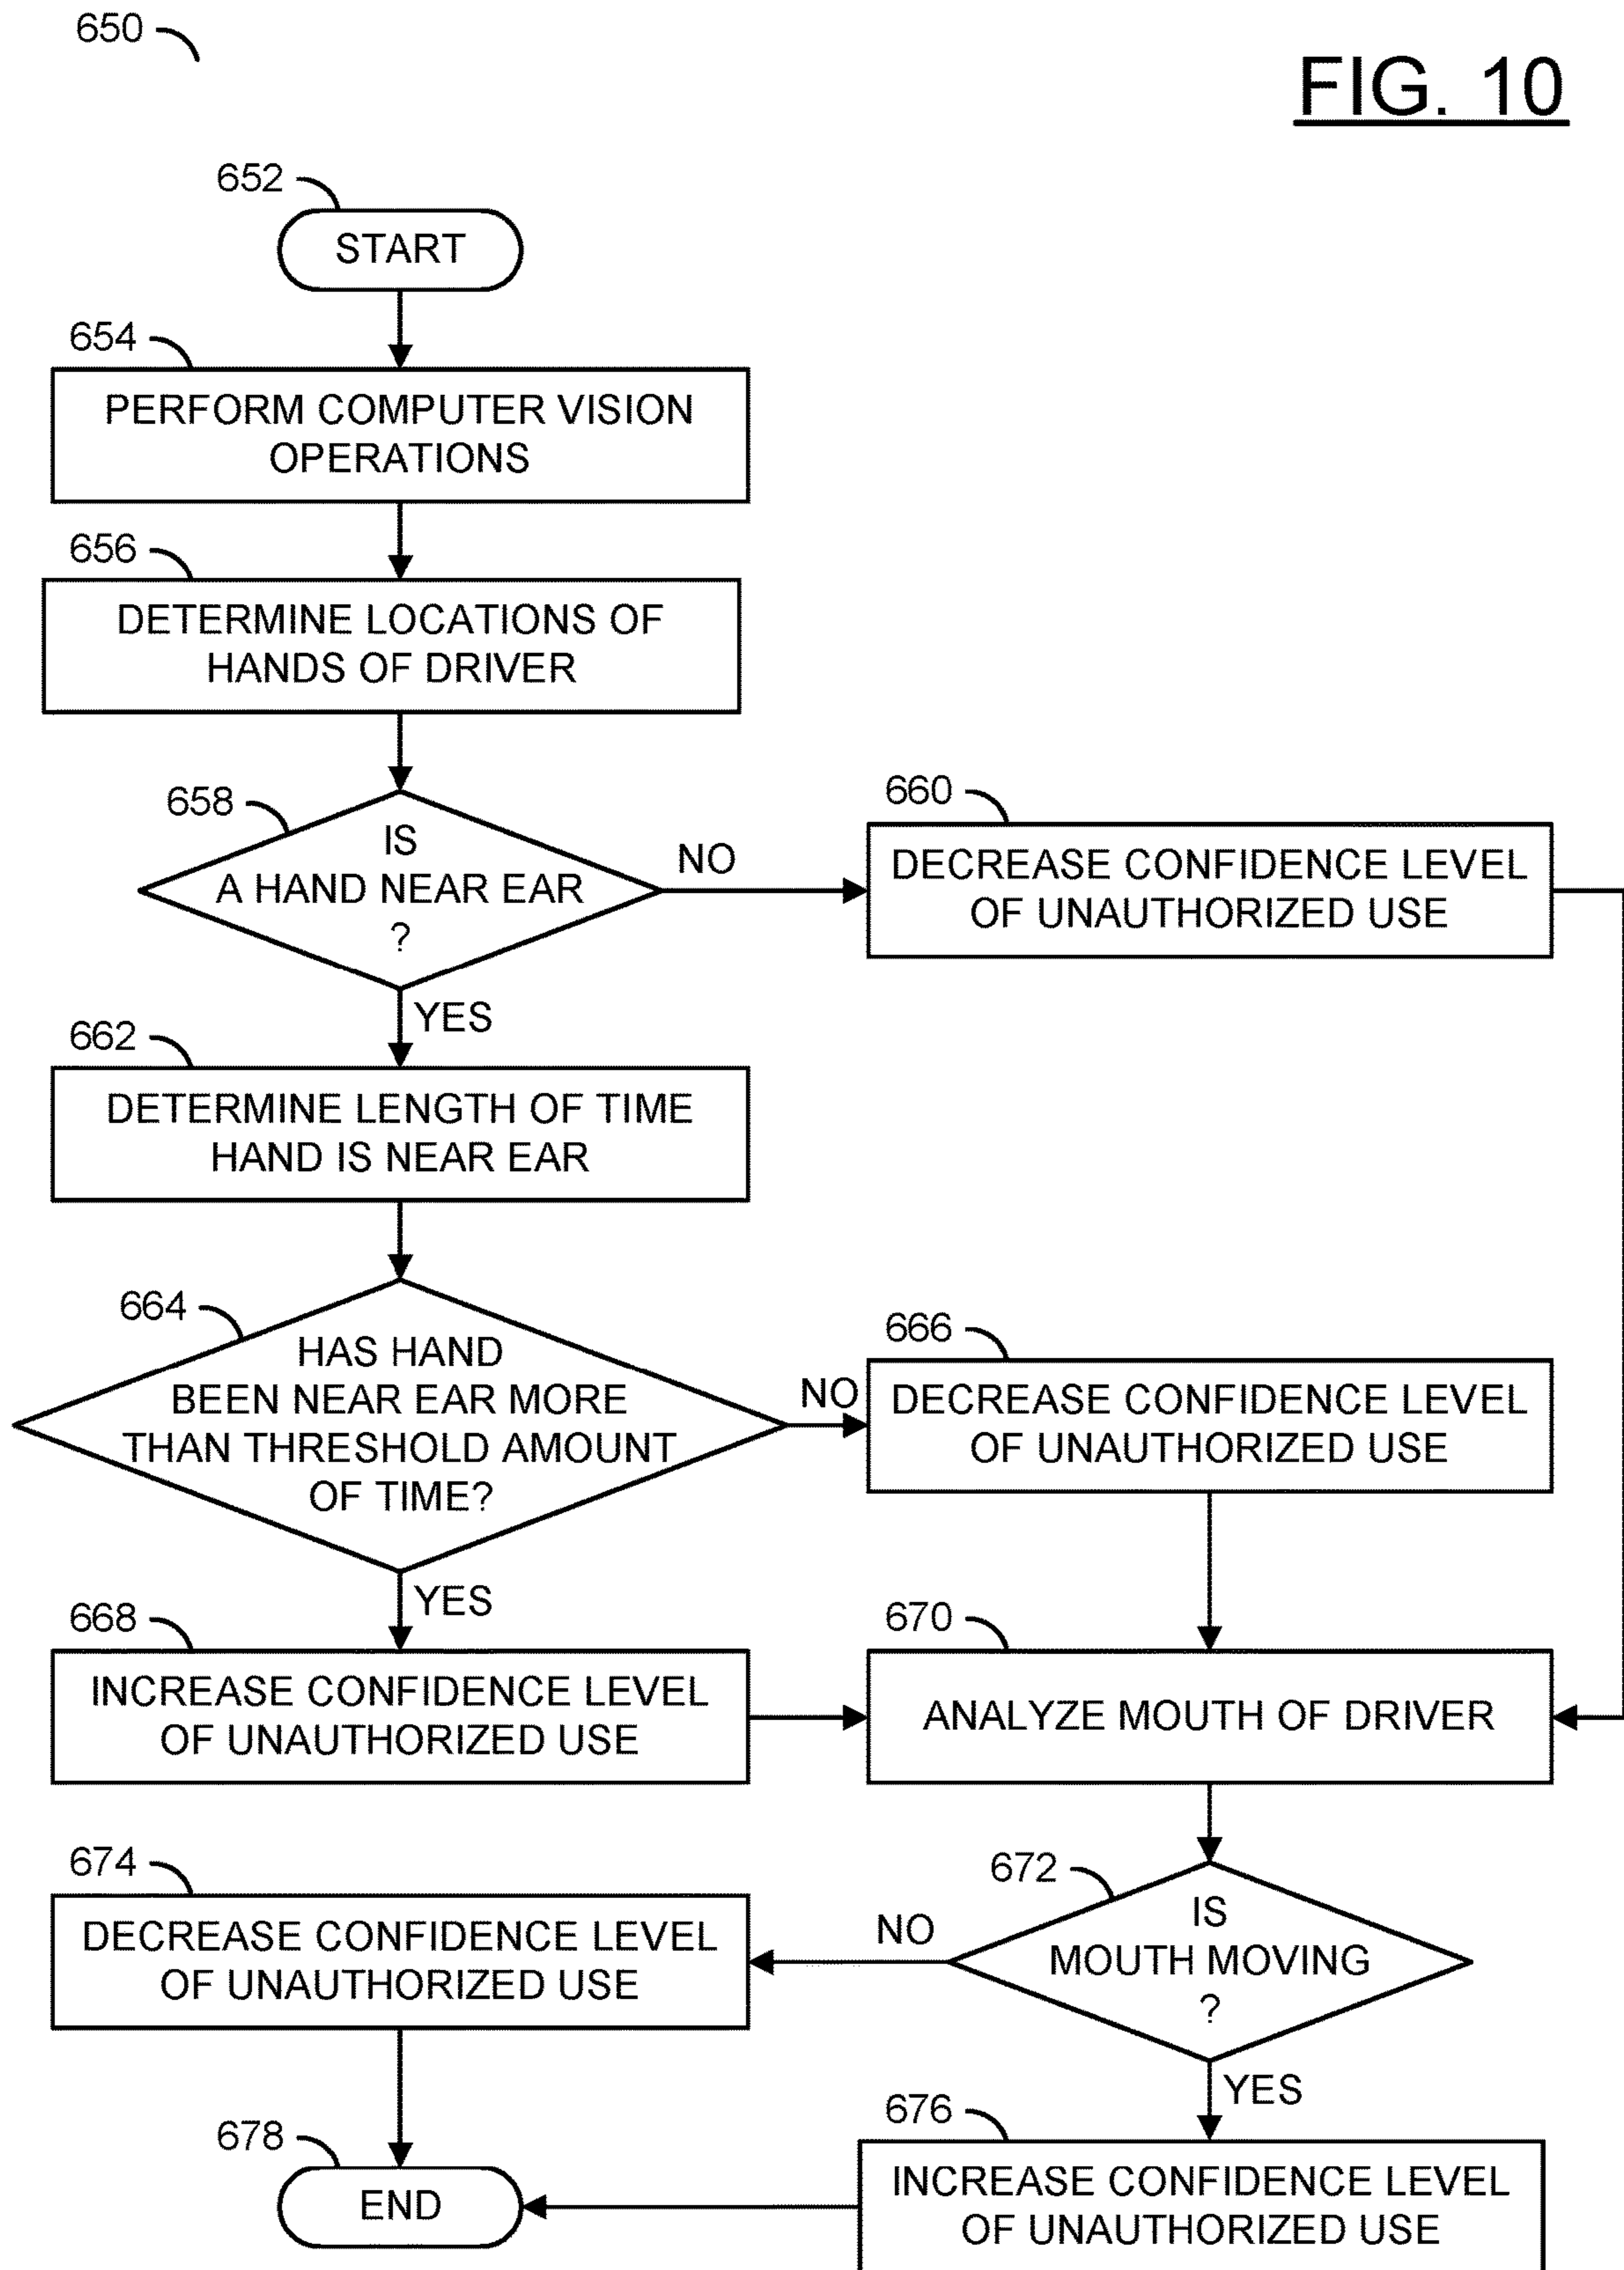 650
FIG. 10
652
START
654
PERFORM COMPUTER VISION
OPERATIONS
656
DETERMINE LOCATIONS OF
HANDS OF DRIVER
658
IS
A HAND NEAR EAR
?
NO
660
DECREASE CONFIDENCE LEVEL
OF UNAUTHORIZED USE
YES
662
DETERMINE LENGTH OF TIME
HAND IS NEAR EAR
664
HAS HAND
BEEN NEAR EAR MORE
THAN THRESHOLD AMOUNT
OF TIME?
NO
666
DECREASE CONFIDENCE LEVEL
OF UNAUTHORIZED USE
YES
668
INCREASE CONFIDENCE LEVEL
OF UNAUTHORIZED USE
670
ANALYZE MOUTH OF DRIVER
672
IS
MOUTH MOVING
?
NO
674
DECREASE CONFIDENCE LEVEL
OF UNAUTHORIZED USE
YES
676
INCREASE CONFIDENCE LEVEL
OF UNAUTHORIZED USE
678
END